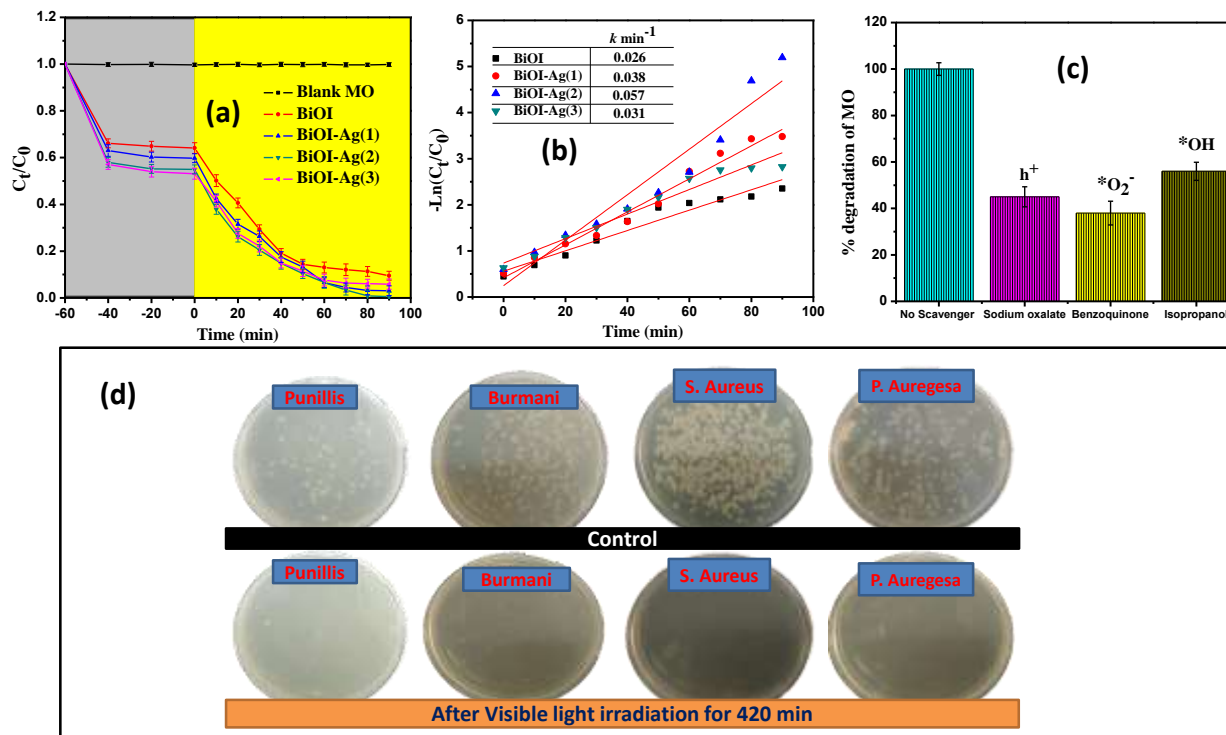 1.2
1.0
0.8
0.6
0.4
0.2
0.0
-60 -40 -20 0 20 40 60 80 100
Ct/C0
Time (min)
(a)
Blank MO
BiOI
BiOI-Ag(1)
BiOI-Ag(2)
BiOI-Ag(3)
6
5
4
3
2
1
0
0 20 40 60 80 100
-Ln(Ct/C0)
Time (min)
k min-1
BiOI 0.026
BiOI-Ag(1) 0.038
BiOI-Ag(2) 0.057
BiOI-Ag(3) 0.031
(b)
120
100
80
60
40
20
0
% degradation of MO
(c)
h+
*O2-
*OH
No Scavenger Sodium oxalate Benzoquinone Isopropanol
(d)
Punillis Burmani S. Aureus P. Auregesa
Control
Punillis Burmani S. Aureus P. Auregesa
After Visible light irradiation for 420 min